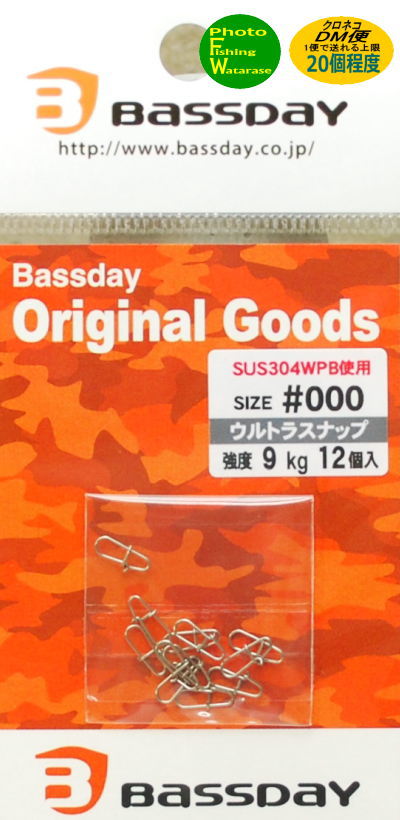 Photo
Fishing
Watarase
クロネコ
DM便
1便で送れる上限
20個程度
BASSDAY
http://www.bassday.co.jp/
Bassday
Original Goods
SUS304WPB使用
SIZE #000
ウルトラスナップ
強度 9 kg 12個入
BASSDAY